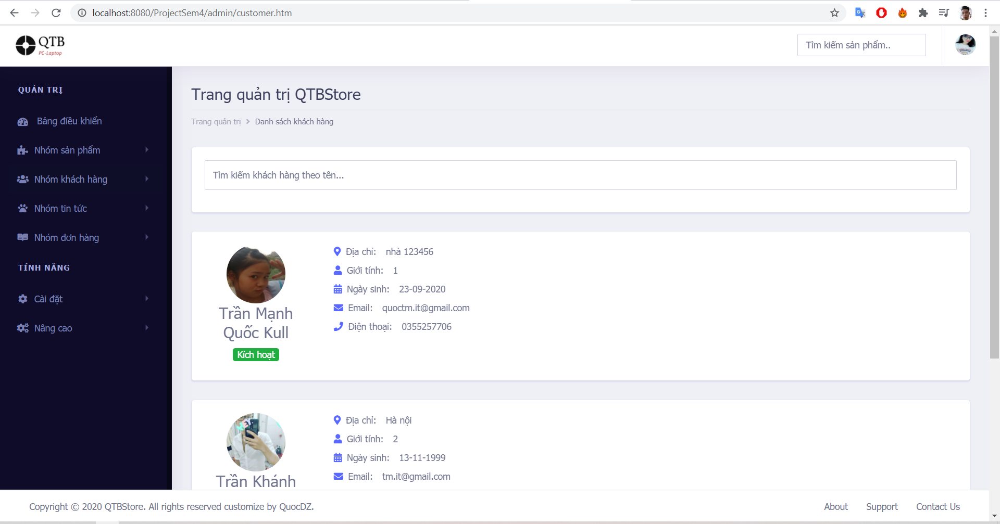 localhost:8080/ProjectSem4/admin/customer.htm
QTB
PC-Laptop
Tìm kiếm sản phẩm..
QUẢN TRỊ
Bảng điều khiển
Nhóm sản phẩm
Nhóm khách hàng
Nhóm tin tức
Nhóm đơn hàng
TÍNH NĂNG
Cài đặt
Nâng cao
Trang quản trị QTBStore
Trang quản trị > Danh sách khách hàng
Tìm kiếm khách hàng theo tên...
Trần Mạnh
Quốc Kull
Kích hoạt
Địa chỉ: nhà 123456
Giới tính: 1
Ngày sinh: 23-09-2020
Email: quoctm.it@gmail.com
Điện thoại: 0355257706
Trần Khánh
Địa chỉ: Hà nội
Giới tính: 2
Ngày sinh: 13-11-1999
Email: tm.it@gmail.com
Copyright © 2020 QTBStore. All rights reserved customize by QuocDZ.
About Support Contact Us